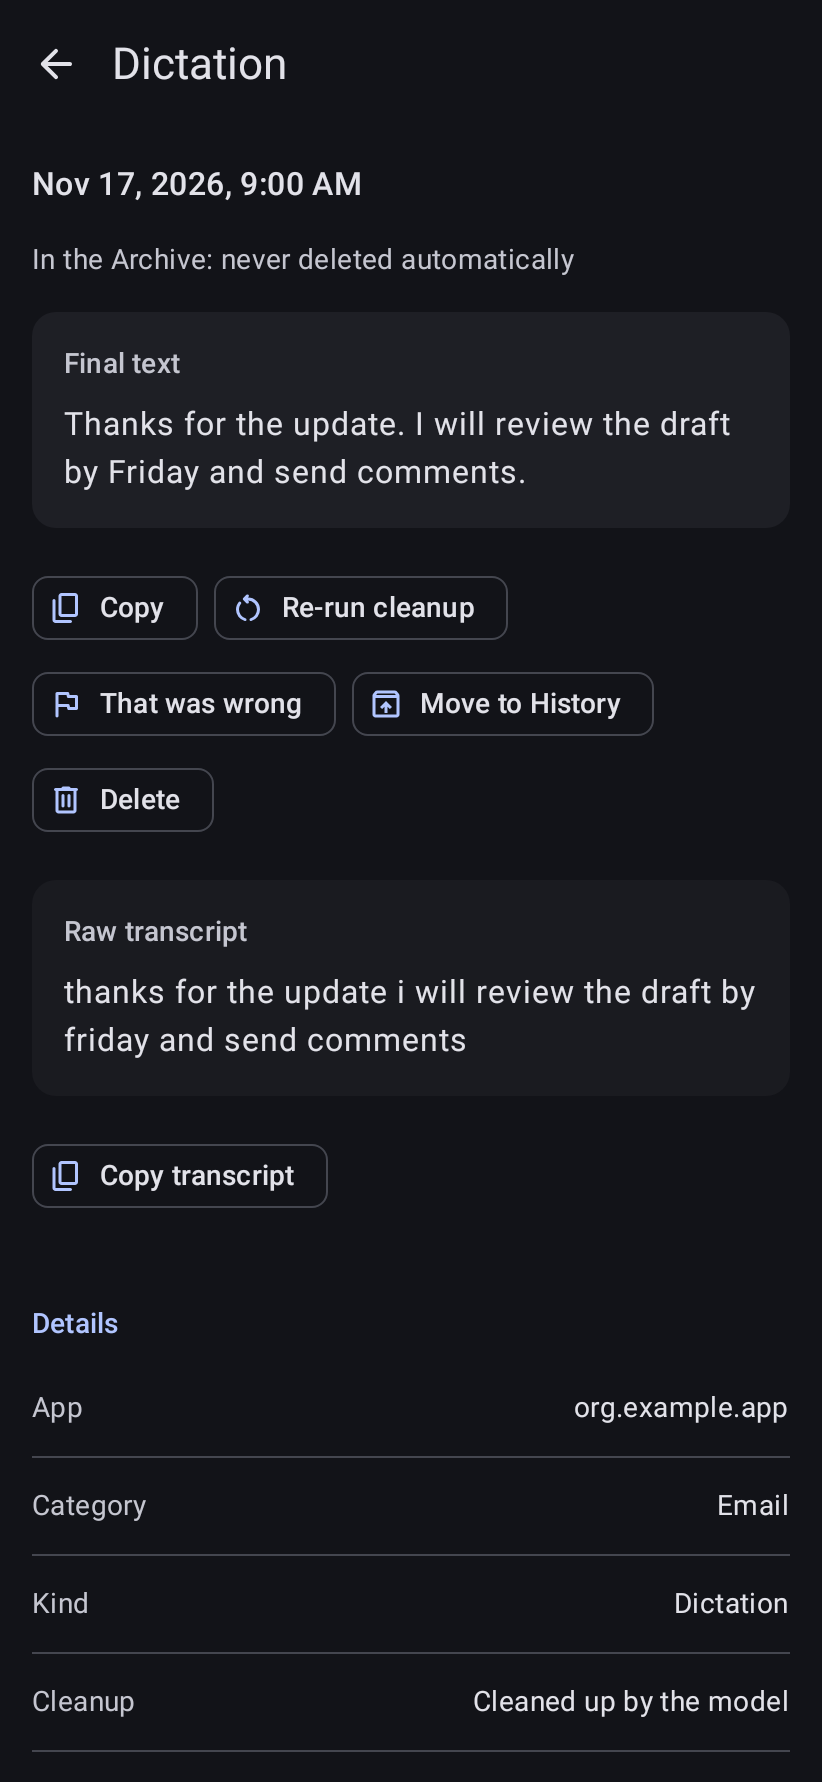 Dictation
Nov 17, 2026, 9:00 AM
In the Archive: never deleted automatically
Final text
Thanks for the update. I will review the draft
by Friday and send comments.
Copy
Re-run cleanup
That was wrong
Move to History
Delete
Raw transcript
thanks for the update i will review the draft by
friday and send comments
Copy transcript
Details
App org.example.app
Category Email
Kind Dictation
Cleanup Cleaned up by the model